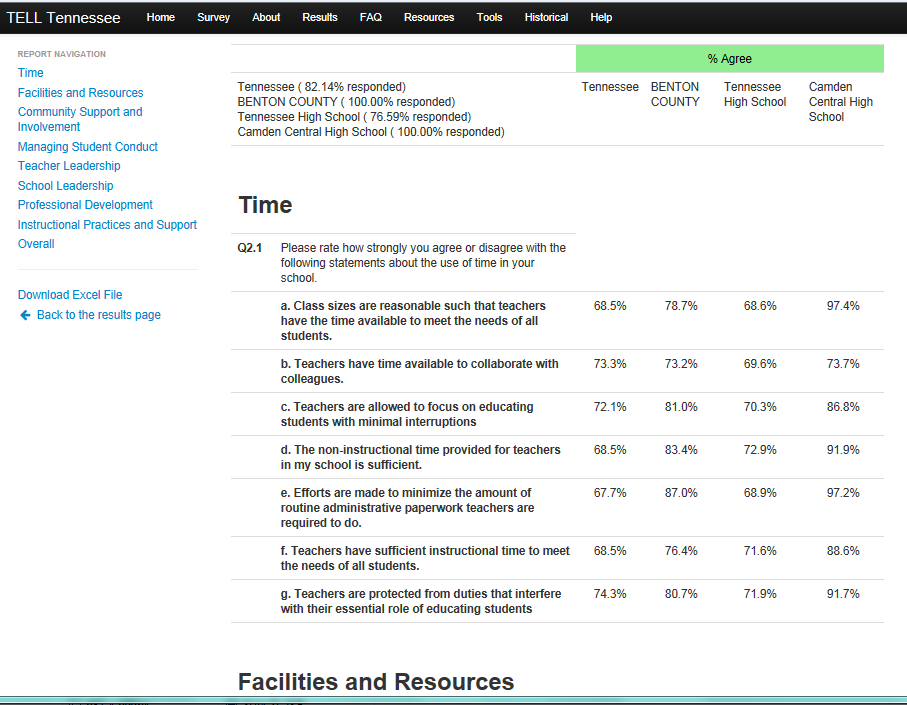 TELL Tennessee Home Survey About Results FAQ Resources Tools Historical Help
REPORT NAVIGATION
Time
Facilities and Resources
Community Support and
Involvement
Managing Student Conduct
Teacher Leadership
School Leadership
Professional Development
Instructional Practices and Support
Overall
Download Excel File
Back to the results page
% Agree
Tennessee ( 82.14% responded)
BENTON COUNTY ( 100.00% responded)
Tennessee High School ( 76.59% responded)
Camden Central High School ( 100.00% responded)
Tennessee BENTON Tennessee Camden
COUNTY High School Central High
School
Time
Q2.1 Please rate how strongly you agree or disagree with the
following statements about the use of time in your
school.
a. Class sizes are reasonable such that teachers 68.5% 78.7% 68.6% 97.4%
have the time available to meet the needs of all
students.
b. Teachers have time available to collaborate with 73.3% 73.2% 69.6% 73.7%
colleagues.
c. Teachers are allowed to focus on educating 72.1% 81.0% 70.3% 86.8%
students with minimal interruptions
d. The non-instructional time provided for teachers 68.5% 83.4% 72.9% 91.9%
in my school is sufficient.
e. Efforts are made to minimize the amount of 67.7% 87.0% 68.9% 97.2%
routine administrative paperwork teachers are
required to do.
f. Teachers have sufficient instructional time to meet 68.5% 76.4% 71.6% 88.6%
the needs of all students.
g. Teachers are protected from duties that interfere 74.3% 80.7% 71.9% 91.7%
with their essential role of educating students
Facilities and Resources